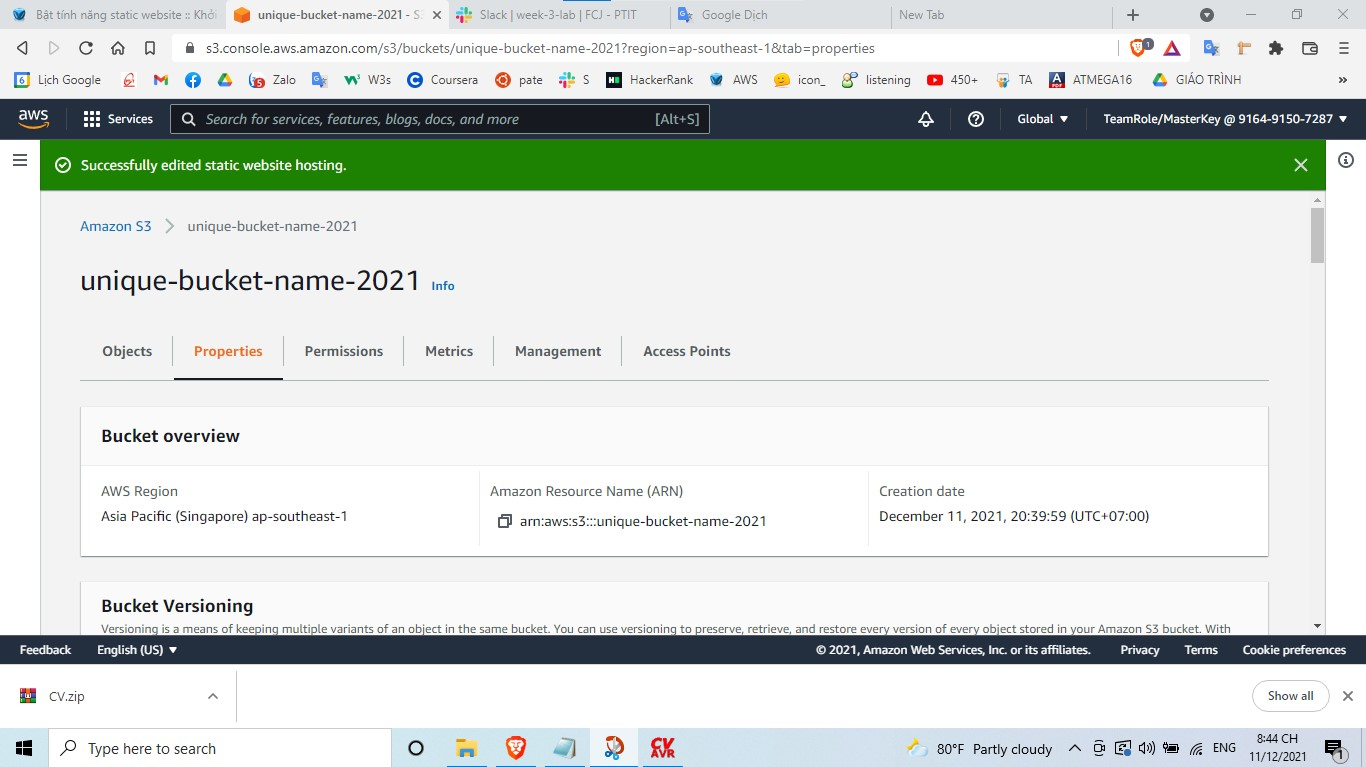 Bật tính năng static website :: Khở
unique-bucket-name-2021 - S3
Slack | week-3-lab | FCJ - PTIT
Google Dịch
New Tab
s3.console.aws.amazon.com/s3/buckets/unique-bucket-name-2021?region=ap-southeast-1&tab=properties
1
6 Lịch Google
5 Zalo
W3s
Coursera
pate
S
HackerRank
AWS
icon_
listening
450+
TA
ATMEGA16
GIÁO TRÌNH
»
aws
Services
Search for services, features, blogs, docs, and more [Alt+S]
Global
TeamRole/MasterKey @ 9164-9150-7287
Successfully edited static website hosting.
Amazon S3
unique-bucket-name-2021
unique-bucket-name-2021 Info
Objects
Properties
Permissions
Metrics
Management
Access Points
Bucket overview
AWS Region
Asia Pacific (Singapore) ap-southeast-1
Amazon Resource Name (ARN)
arn:aws:s3:::unique-bucket-name-2021
Creation date
December 11, 2021, 20:39:59 (UTC+07:00)
Bucket Versioning
Versioning is a means of keeping multiple variants of an object in the same bucket. You can use versioning to preserve, retrieve, and restore every version of every object stored in your Amazon S3 bucket. With
Feedback
English (US)
© 2021, Amazon Web Services, Inc. or its affiliates.
Privacy
Terms
Cookie preferences
CV.zip
Show all
Type here to search
CV AVR
80°F Partly cloudy
ENG
8:44 CH
11/12/2021
1